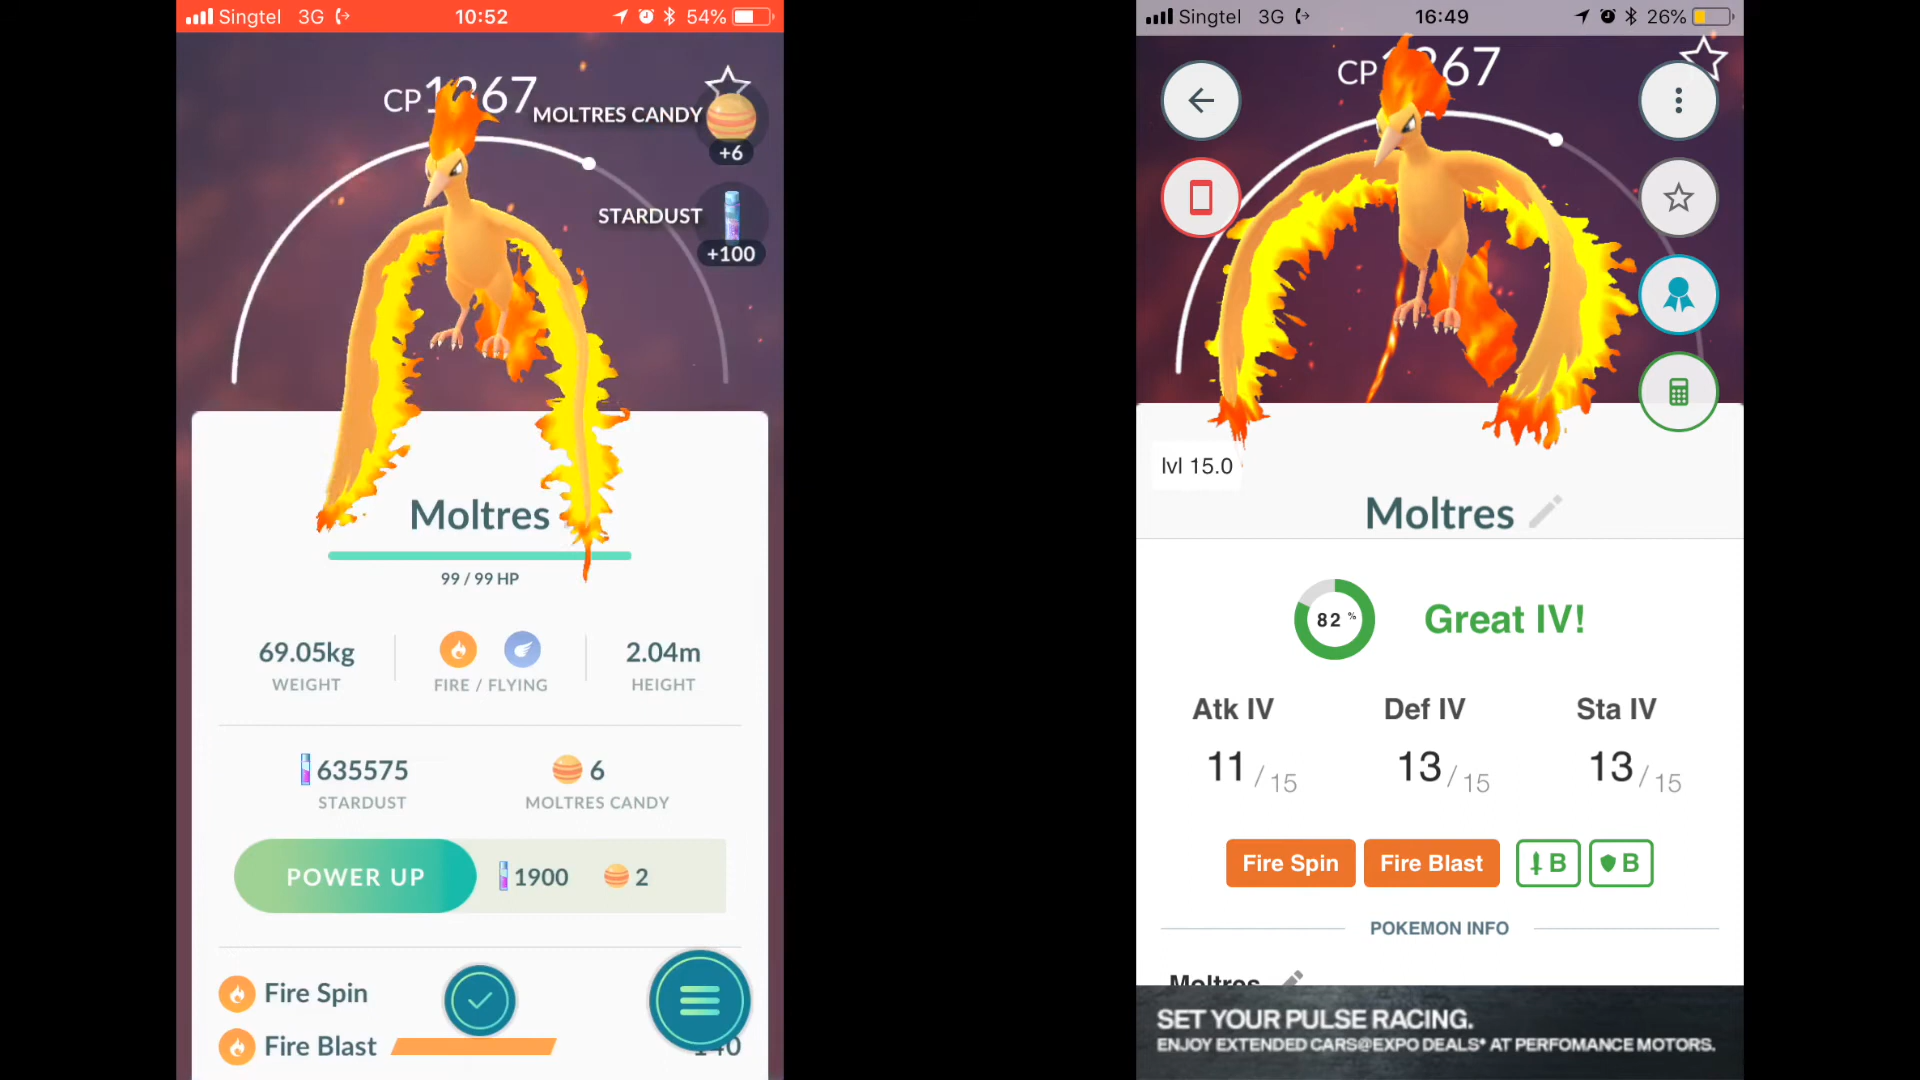 Singtel 3G 10:52 54%
CP1867
MOLTRES CANDY
+6
STARDUST
+100
Moltres
99 / 99 HP
69.05kg
WEIGHT
FIRE / FLYING
2.04m
HEIGHT
635575
STARDUST
6
MOLTRES CANDY
POWER UP 1900 2
Fire Spin
Fire Blast 140
Singtel 3G 16:49 26%
lvl 15.0
Moltres
82 %
Great IV!
Atk IV Def IV Sta IV
11 / 15 13 / 15 13 / 15
Fire Spin Fire Blast B B
POKEMON INFO
Moltres
SET YOUR PULSE RACING.
ENJOY EXTENDED CARS@EXPO DEALS* AT PERFOMANCE MOTORS.